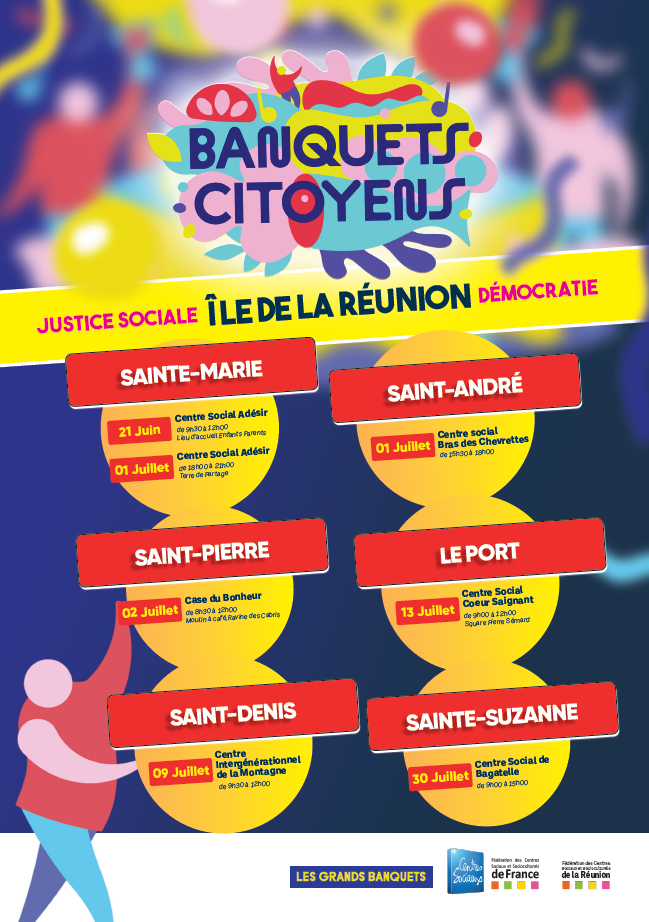 BANQUETS
CITOYENS
JUSTICE SOCIALE ÎLE DE LA RÉUNION DÉMOCRATIE
SAINTE-MARIE
21 Juin
Centre Social Adésir
de 9h30 à 12h00
Lieu d'accueil Enfants Parents
01 Juillet
Centre Social Adésir
de 18h00 à 21h00
Terre de Partage
SAINT-ANDRÉ
01 Juillet
Centre social
Bras des Chevrettes
de 15h30 à 18h00
SAINT-PIERRE
02 Juillet
Case du Bonheur
de 8h30 à 12h00
Moulin à café,Ravine des Cabris
LE PORT
13 Juillet
Centre Social
Coeur Saignant
de 9h00 à 12h00
Square Pierre Sémard
SAINT-DENIS
09 Juillet
Centre
Intergénérationnel
de la Montagne
de 9h30 à 12h00
SAINTE-SUZANNE
30 Juillet
Centre Social de
Bagatelle
de 9h00 à 15h00
LES GRANDS BANQUETS
Centres
Sociaux
Fédération des Centres
Sociaux et Socioculturels
de France
Fédération des Centres
sociaux et socioculturels
de la Réunion